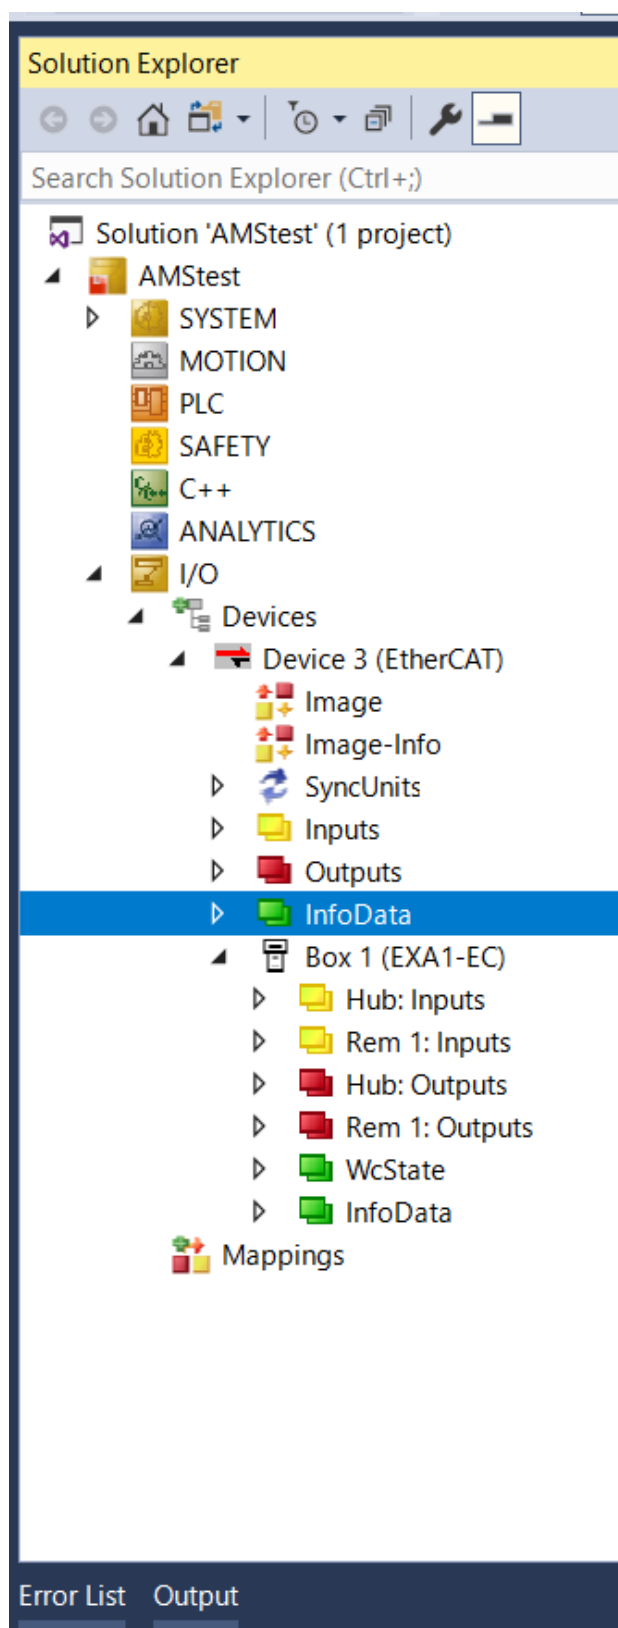 Solution Explorer
Search Solution Explorer (Ctrl+;)
Solution 'AMStest' (1 project)
AMStest
SYSTEM
MOTION
PLC
SAFETY
C++
ANALYTICS
I/O
Devices
Device 3 (EtherCAT)
Image
Image-Info
SyncUnits
Inputs
Outputs
InfoData
Box 1 (EXA1-EC)
Hub: Inputs
Rem 1: Inputs
Hub: Outputs
Rem 1: Outputs
WcState
InfoData
Mappings
Error List Output